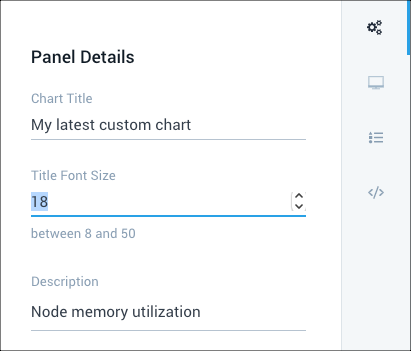 Panel Details
Chart Title
My latest custom chart
Title Font Size
18
between 8 and 50
Description
Node memory utilization